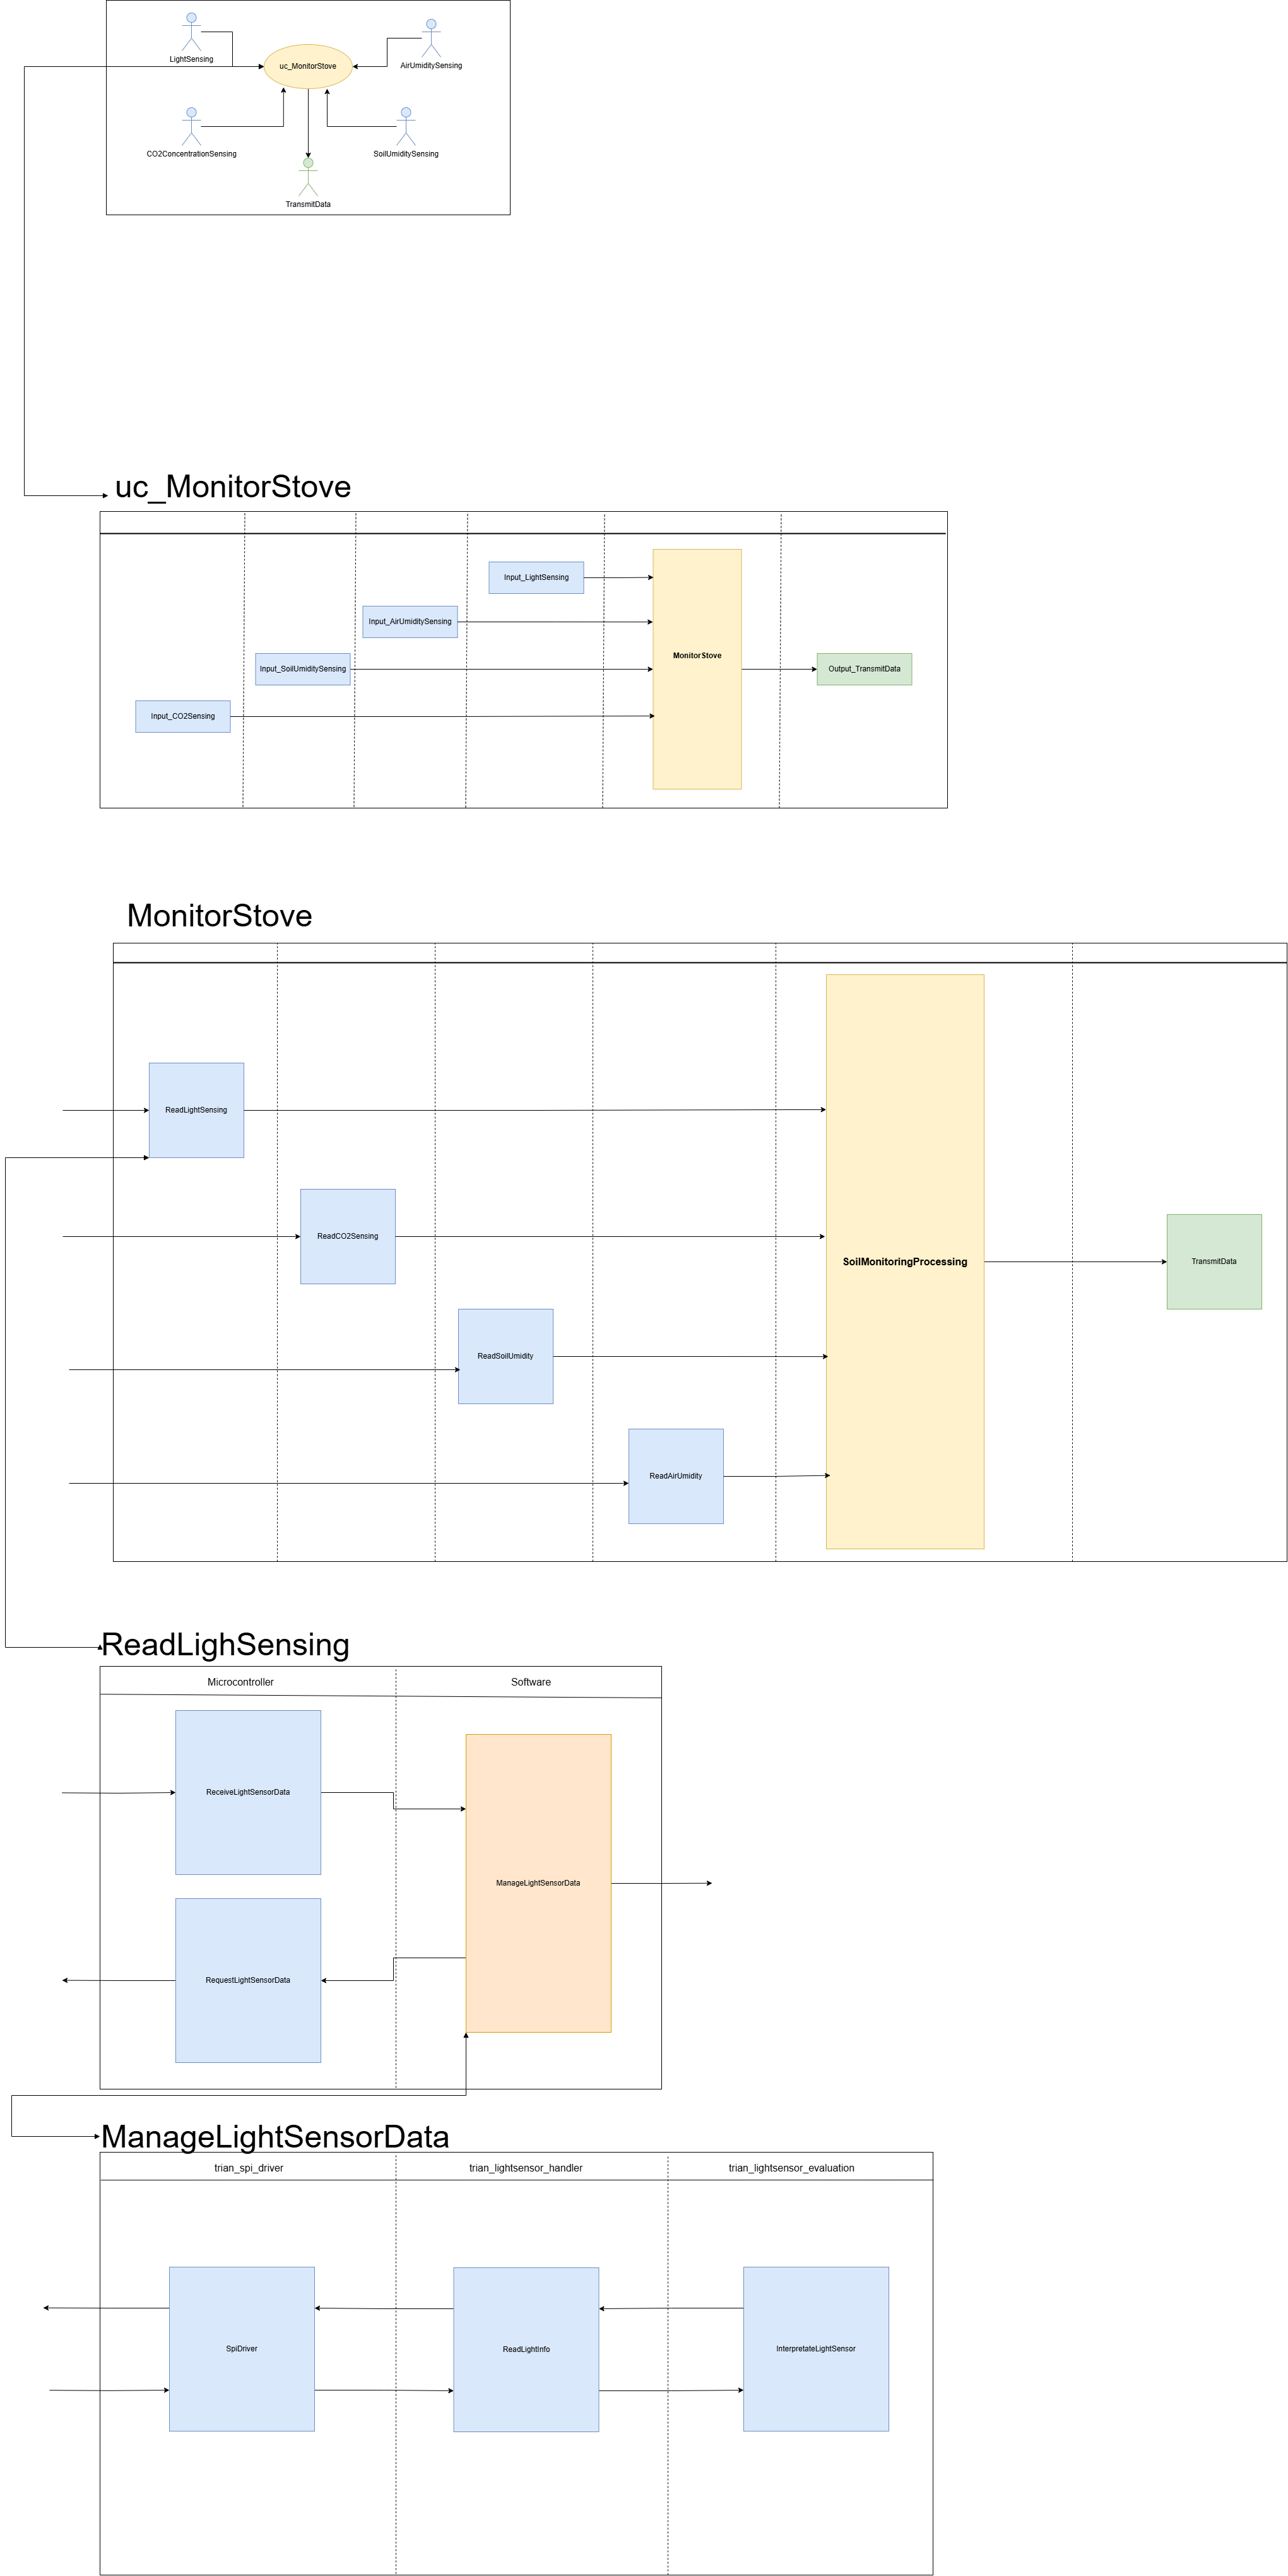 LightSensing
AirUmiditySensing
uc_MonitorStove
CO2ConcentrationSensing
SoilUmiditySensing
TransmitData
uc_MonitorStove
Input_LightSensing
Input_AirUmiditySensing
MonitorStove
Input_SoilUmiditySensing
Output_TransmitData
Input_CO2Sensing
MonitorStove
ReadLightSensing
ReadCO2Sensing
SoilMonitoringProcessing
TransmitData
ReadSoilUmidity
ReadAirUmidity
ReadLighSensing
Microcontroller
Software
ReceiveLightSensorData
ManageLightSensorData
RequestLightSensorData
ManageLightSensorData
trian_spi_driver
trian_lightsensor_handler
trian_lightsensor_evaluation
SpiDriver
ReadLightInfo
InterpretateLightSensor